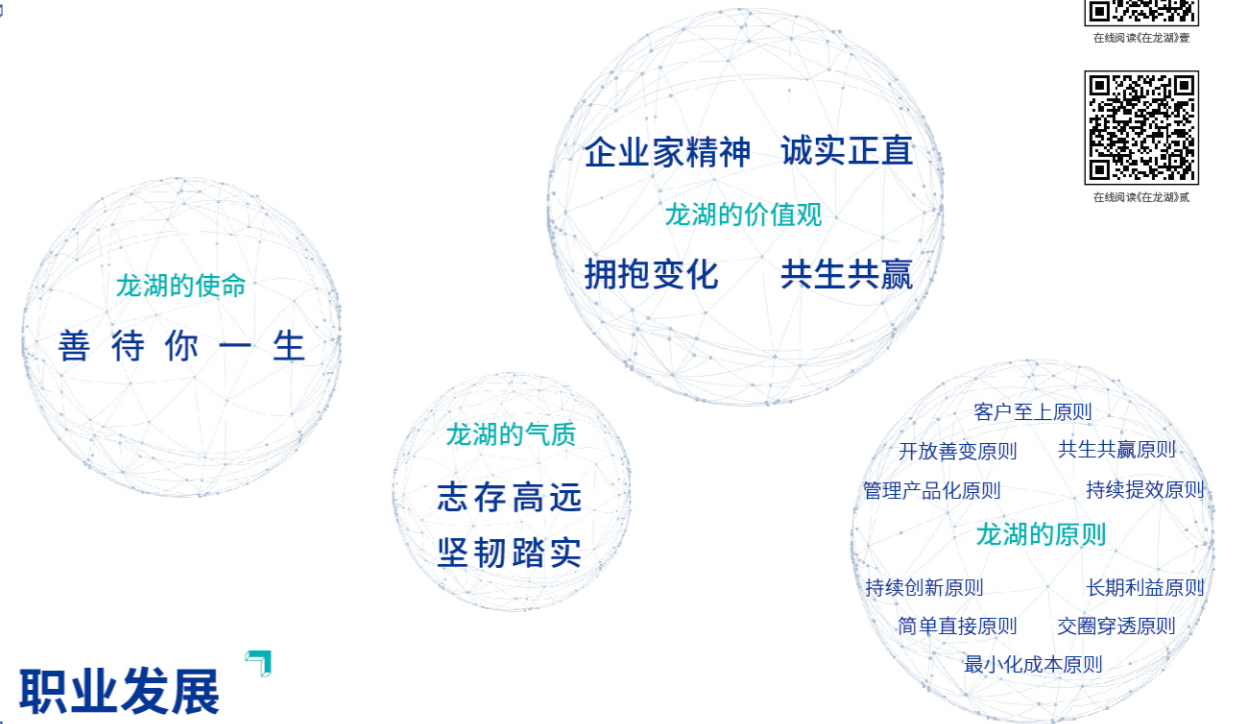 在线阅读《在龙湖》壹
在线阅读《在龙湖》贰
企业家精神 诚实正直
龙湖的价值观
拥抱变化 共生共赢
龙湖的使命
善待你一生
龙湖的气质
志存高远
坚韧踏实
客户至上原则
开放善变原则 共生共赢原则
管理产品化原则 持续提效原则
龙湖的原则
持续创新原则 长期利益原则
简单直接原则 交圈穿透原则
最小化成本原则
职业发展